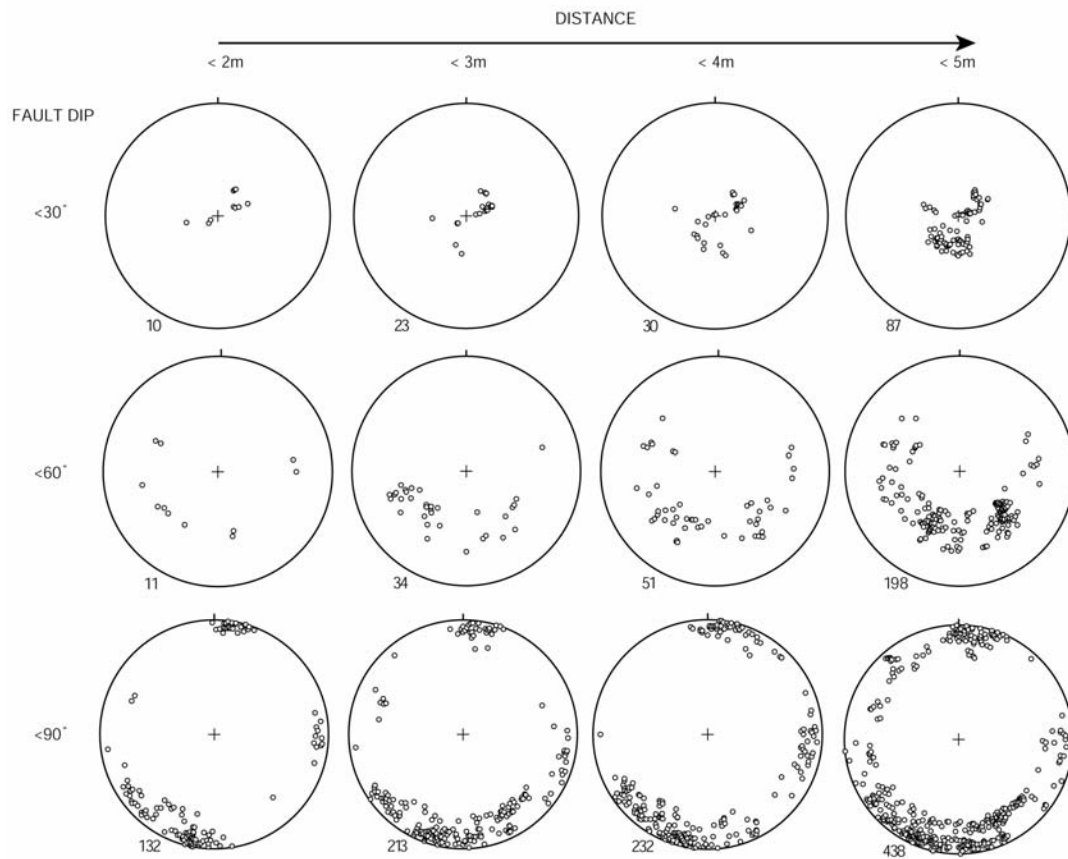 DISTANCE
< 2m < 3m < 4m < 5m
FAULT DIP
<30°
10 23 30 87
<60°
11 34 51 198
<90°
132 213 232 438